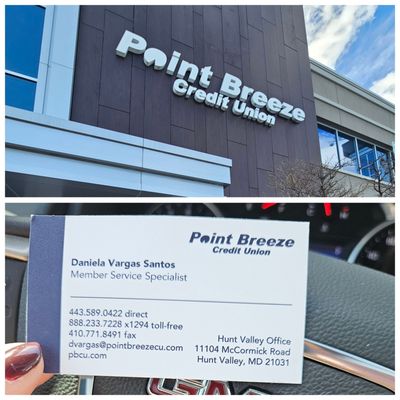 Point Breeze
Credit Union
Point Breeze
Credit Union
Daniela Vargas Santos
Member Service Specialist
443.589.0422 direct
888.233.7228 x1294 toll-free
410.771.8491 fax
dvargas@pointbreezecu.com
pbcu.com
Hunt Valley Office
11104 McCormick Road
Hunt Valley, MD 21031